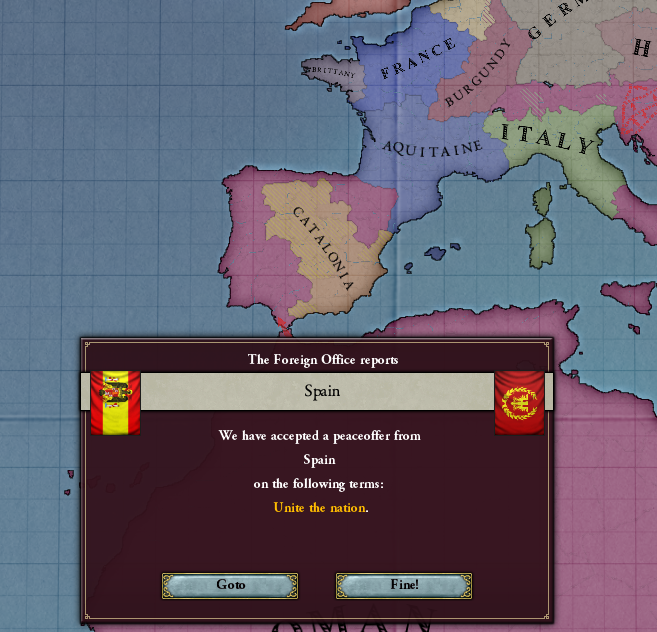 GERM
H
FRANCE
BRITTANY
BURGUNDY
ITALY
AQUITAINE
CATALONIA
The Foreign Office reports
Spain
We have accepted a peaceoffer from
Spain
on the following terms:
Unite the nation.
Goto
Fine!